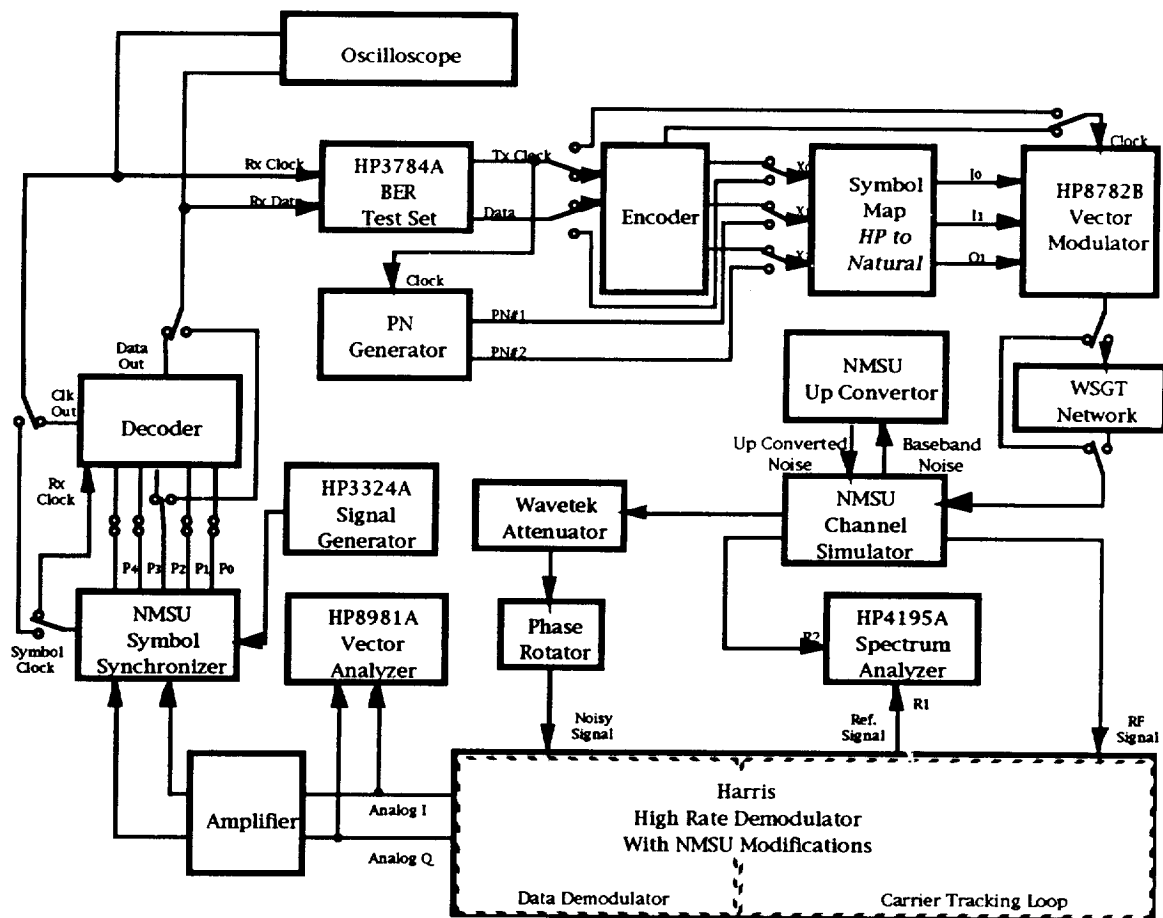 Oscilloscope
Rx Clock
Rx Data
HP3784A
BER
Test Set
Tx Clock
Data
Encoder
Symbol
Map
HP to
Natural
I0
I1
Q1
Clock
HP8782B
Vector
Modulator
Clock
PN
Generator
PN#1
PN#2
Data
Out
Clk
Out
Decoder
Rx
Clock
NMSU
Up Convertor
WSGT
Network
Up Converted
Noise
Baseband
Noise
HP3324A
Signal
Generator
Wavetek
Attenuator
NMSU
Channel
Simulator
P4
P3
P2
P1
P0
NMSU
Symbol
Synchronizer
Symbol
Clock
HP8981A
Vector
Analyzer
Phase
Rotator
R2
HP4195A
Spectrum
Analyzer
R1
Noisy
Signal
Ref.
Signal
RF
Signal
Amplifier
Analog I
Analog Q
Harris
High Rate Demodulator
With NMSU Modifications
Data Demodulator
Carrier Tracking Loop